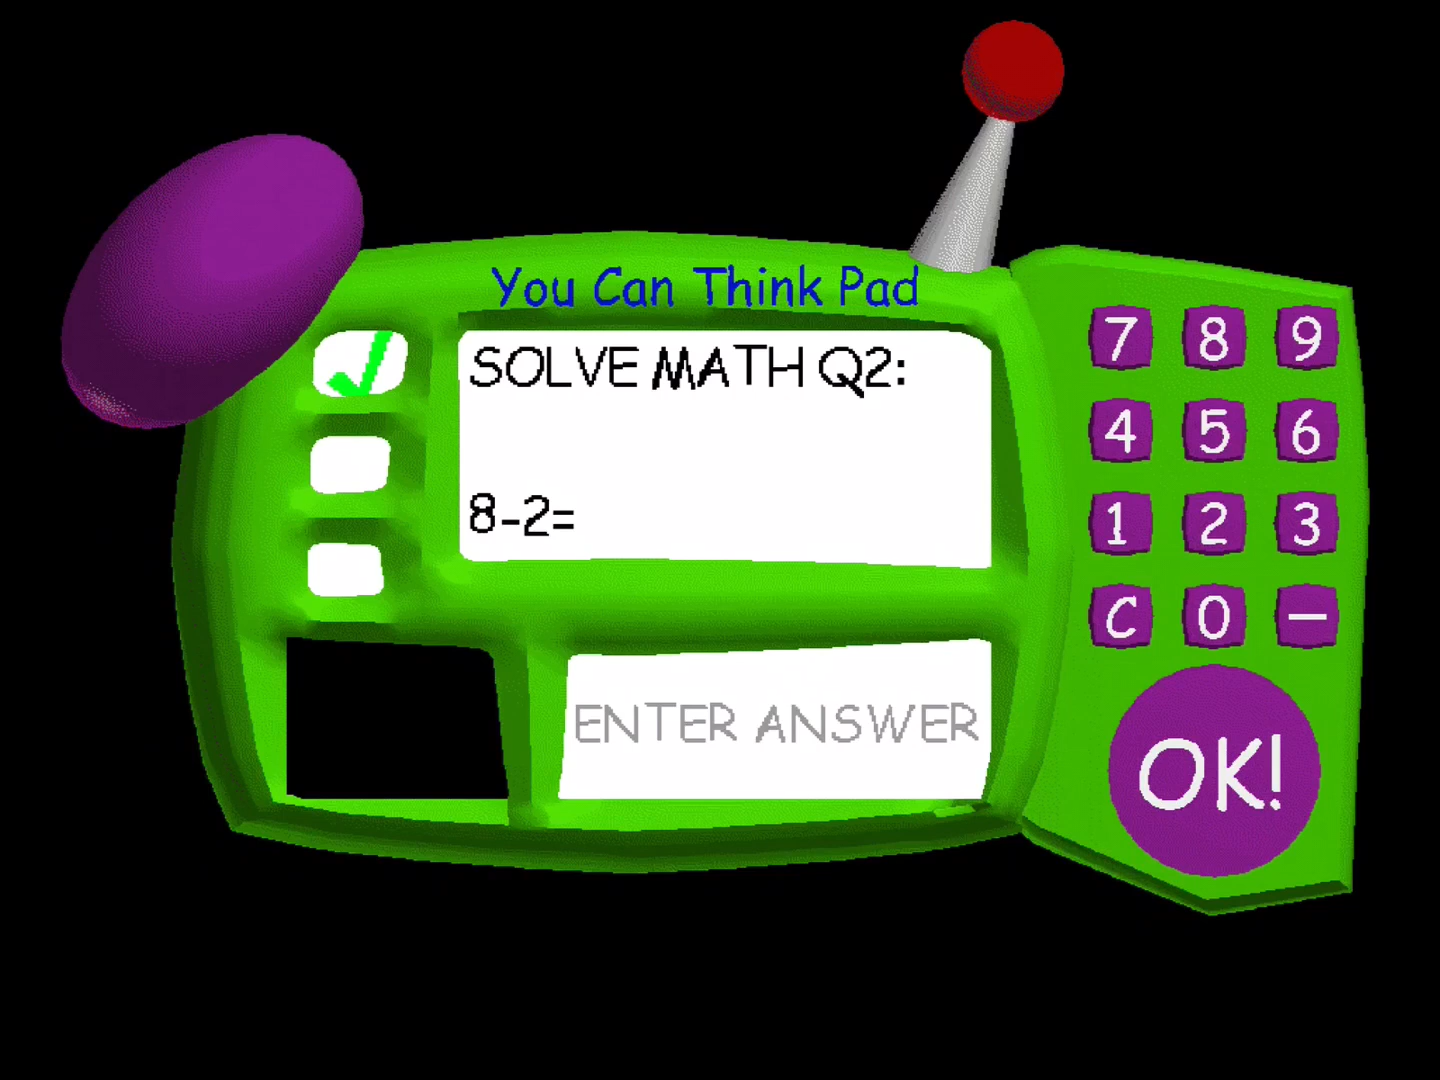 You Can Think Pad
SOLVE MATH Q2:
8-2=
ENTER ANSWER
7 8 9
4 5 6
1 2 3
C 0 -
OK!